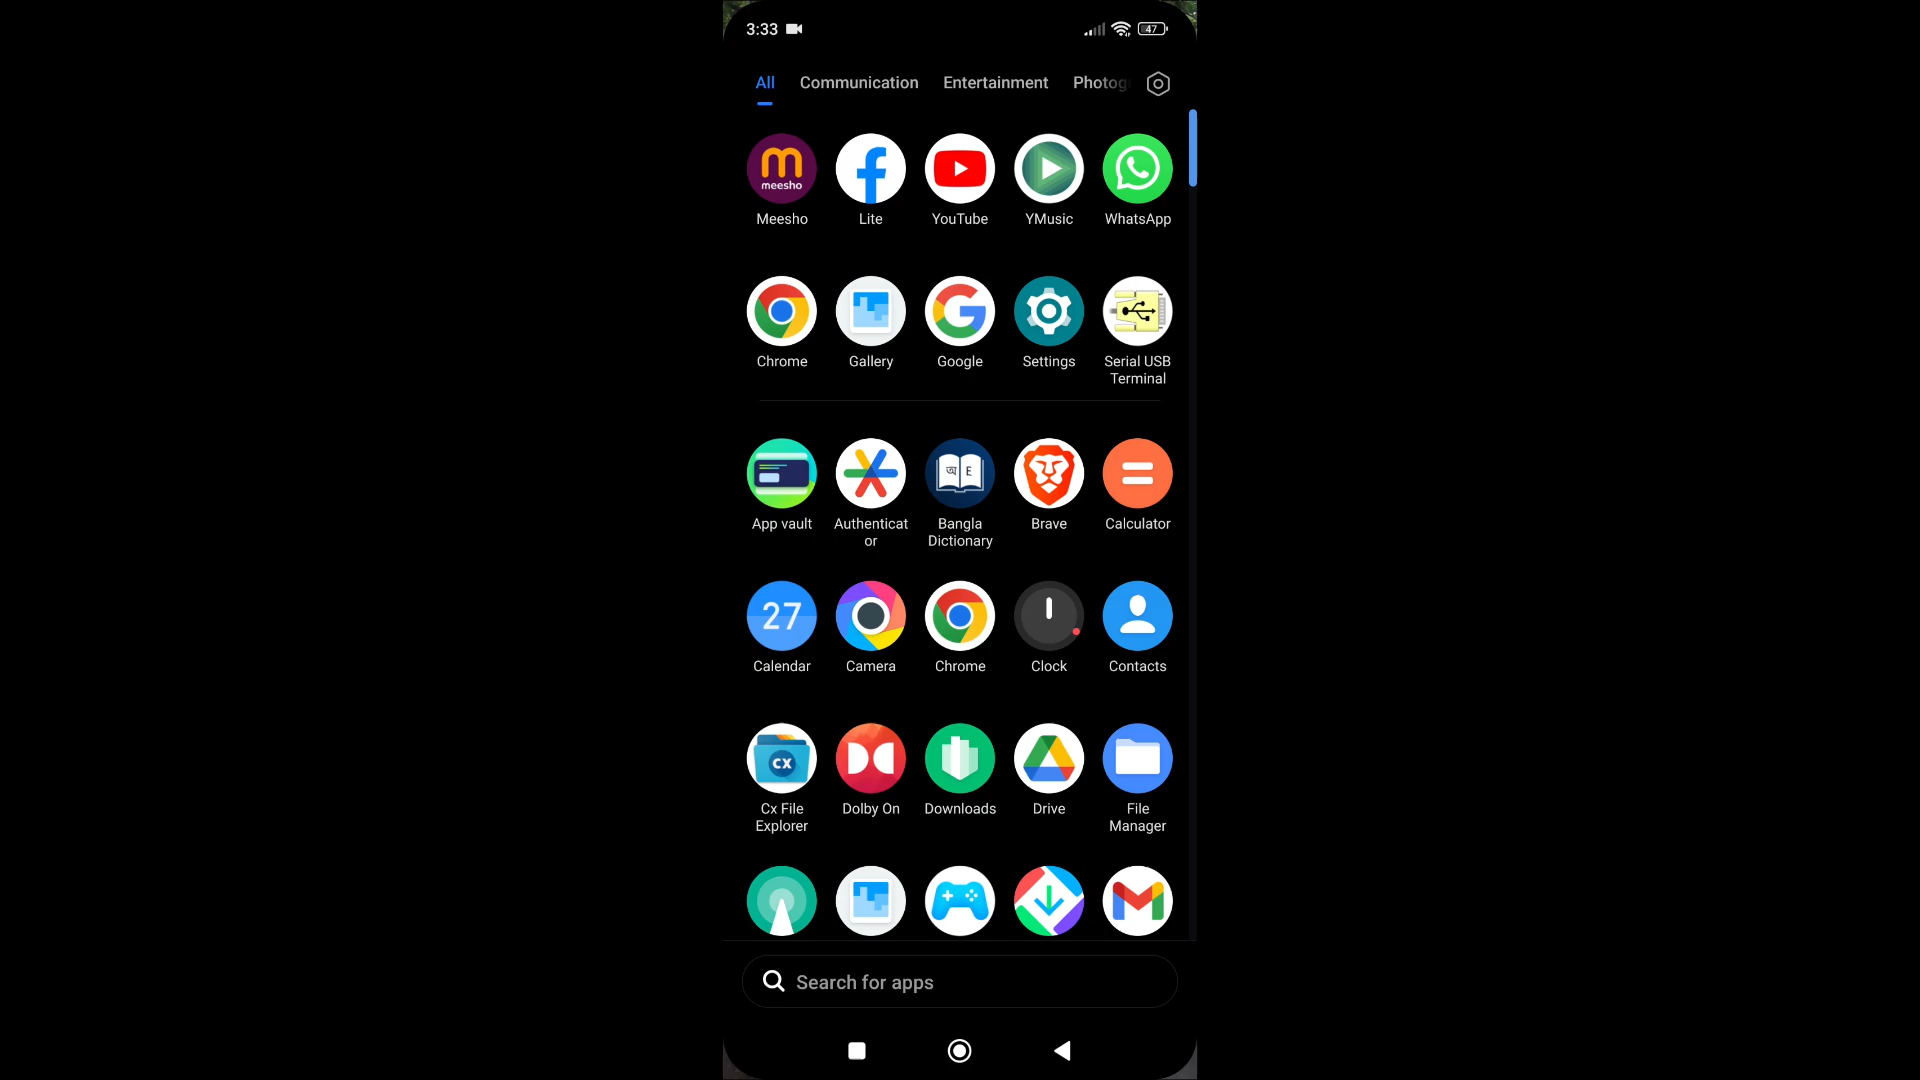 3:33
47
All Communication Entertainment Photog
meesho
Meesho Lite YouTube YMusic WhatsApp
Chrome Gallery Google Settings Serial USB
Terminal
অ E
App vault Authenticat Bangla Brave Calculator
or Dictionary
27
Calendar Camera Chrome Clock Contacts
CX
Cx File Dolby On Downloads Drive File
Explorer Manager
Search for apps